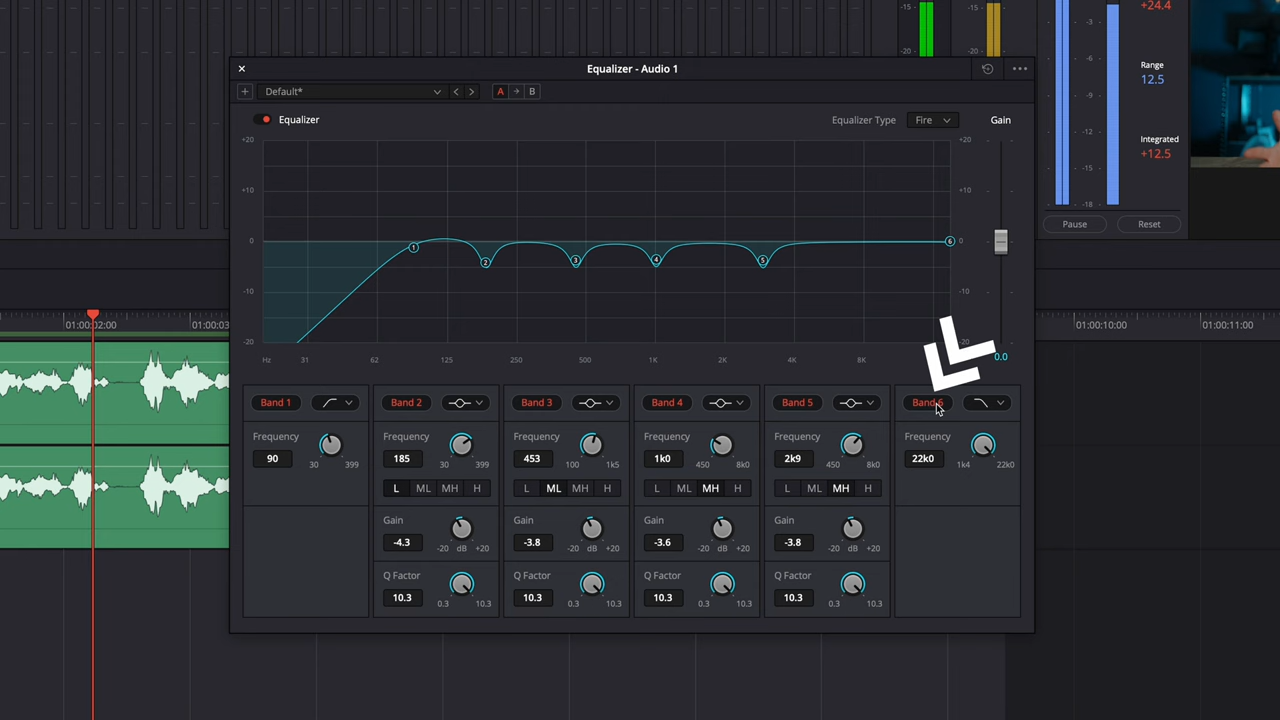 -15
-20
-15
-20
-3
-6
-9
-12
-15
-18
+24.4
Range
12.5
Integrated
+12.5
Pause
Reset
Equalizer - Audio 1
Default*
A
B
Equalizer
Equalizer Type
Fire
Gain
+20
+10
0
-10
-20
+20
+10
0
-10
-20
1
2
3
4
5
6
Hz
31
62
125
250
500
1K
2K
4K
8K
0.0
01:00:02:00
01:00:03
01:00:10:00
01:00:11:00
Band 1
Frequency
90
30
399
Band 2
Frequency
185
30
399
L ML MH H
Gain
-4.3
-20 dB +20
Q Factor
10.3
0.3 10.3
Band 3
Frequency
453
100
1k5
L ML MH H
Gain
-3.8
-20 dB +20
Q Factor
10.3
0.3 10.3
Band 4
Frequency
1k0
450
8k0
L ML MH H
Gain
-3.6
-20 dB +20
Q Factor
10.3
0.3 10.3
Band 5
Frequency
2k9
450
8k0
L ML MH H
Gain
-3.8
-20 dB +20
Q Factor
10.3
0.3 10.3
Band 6
Frequency
22k0
1k4
22k0